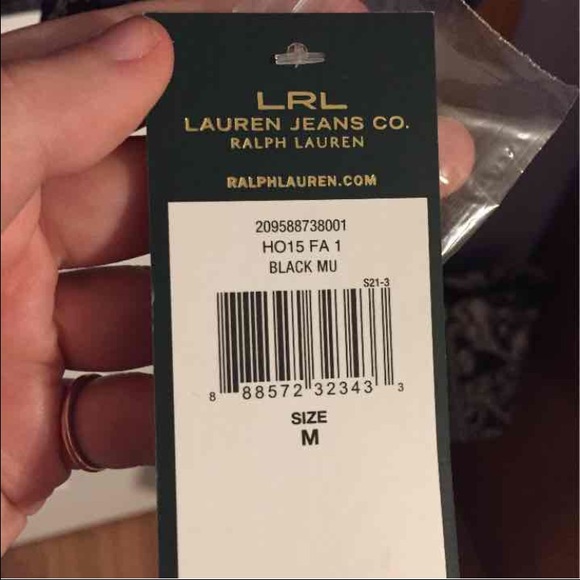 LRL
LAUREN JEANS CO.
RALPH LAUREN
RALPHLAUREN.COM
209588738001
HO15 FA 1
BLACK MU
S21-3
8 88572 32343 3
SIZE
M